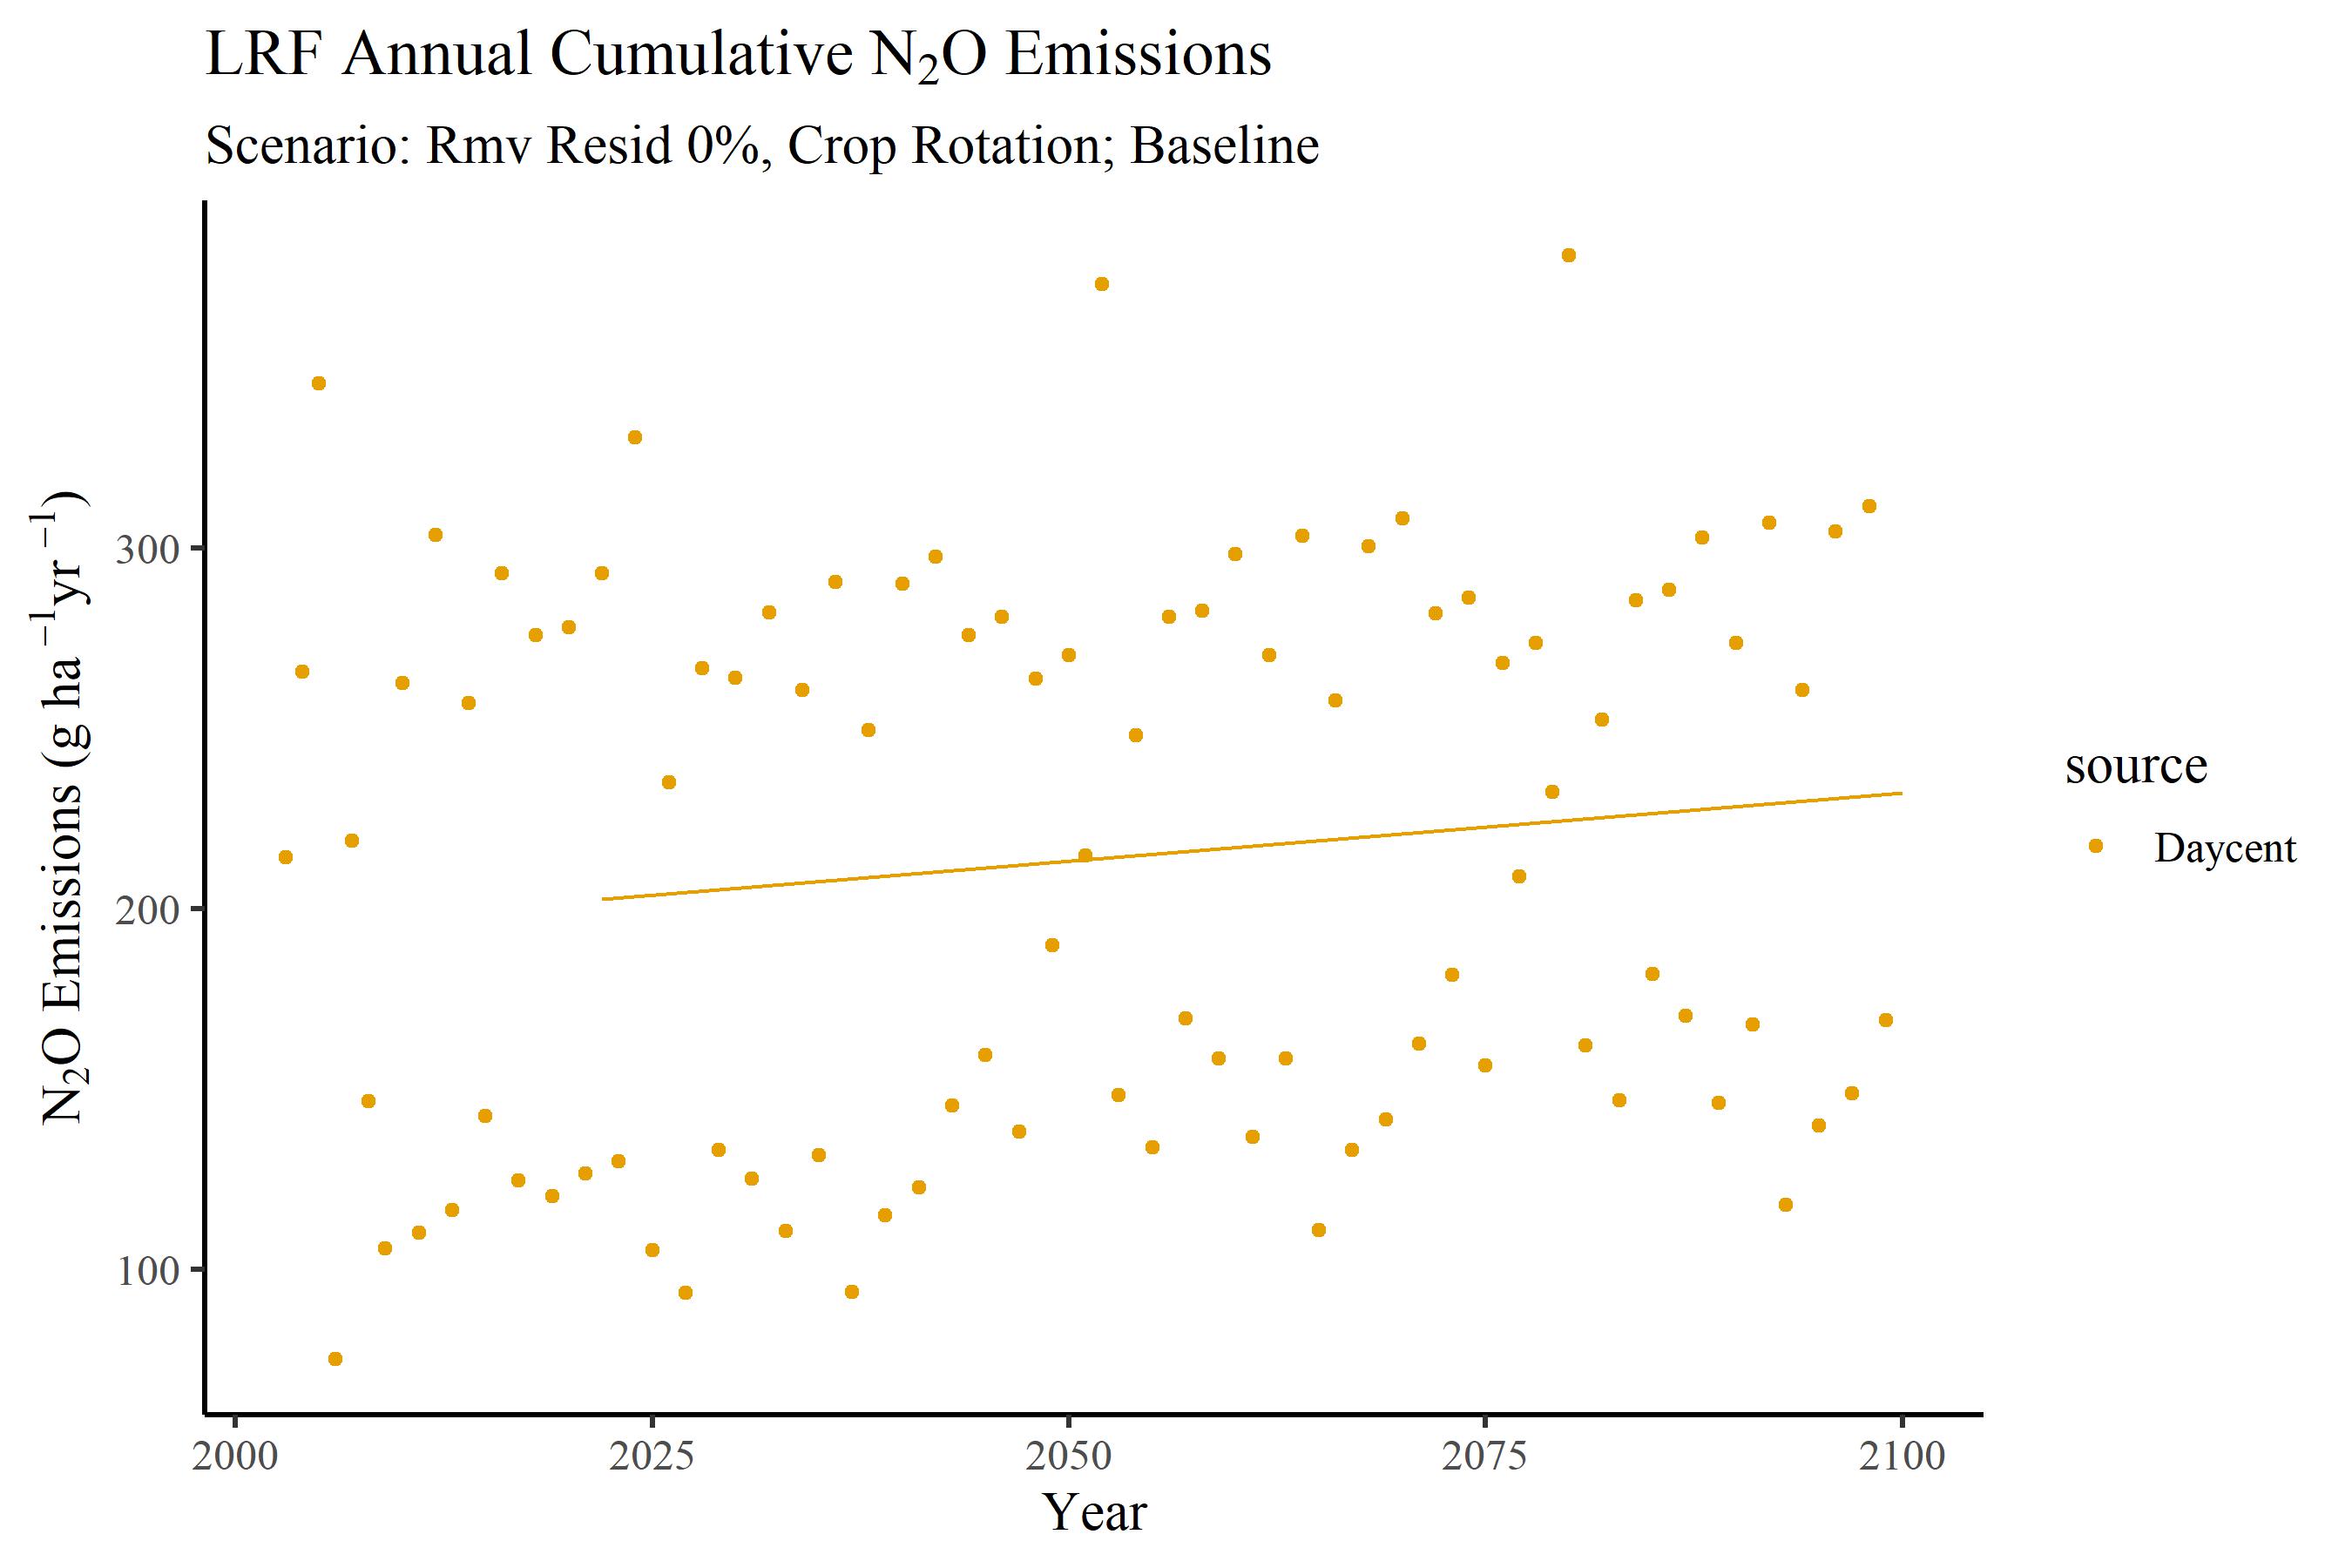 LRF Annual Cumulative N₂O Emissions
Scenario: Rmv Resid 0%, Crop Rotation; Baseline
N₂O Emissions (g ha ⁻¹yr ⁻¹)
300
200
100
2000 2025 2050 2075 2100
Year
source
Daycent